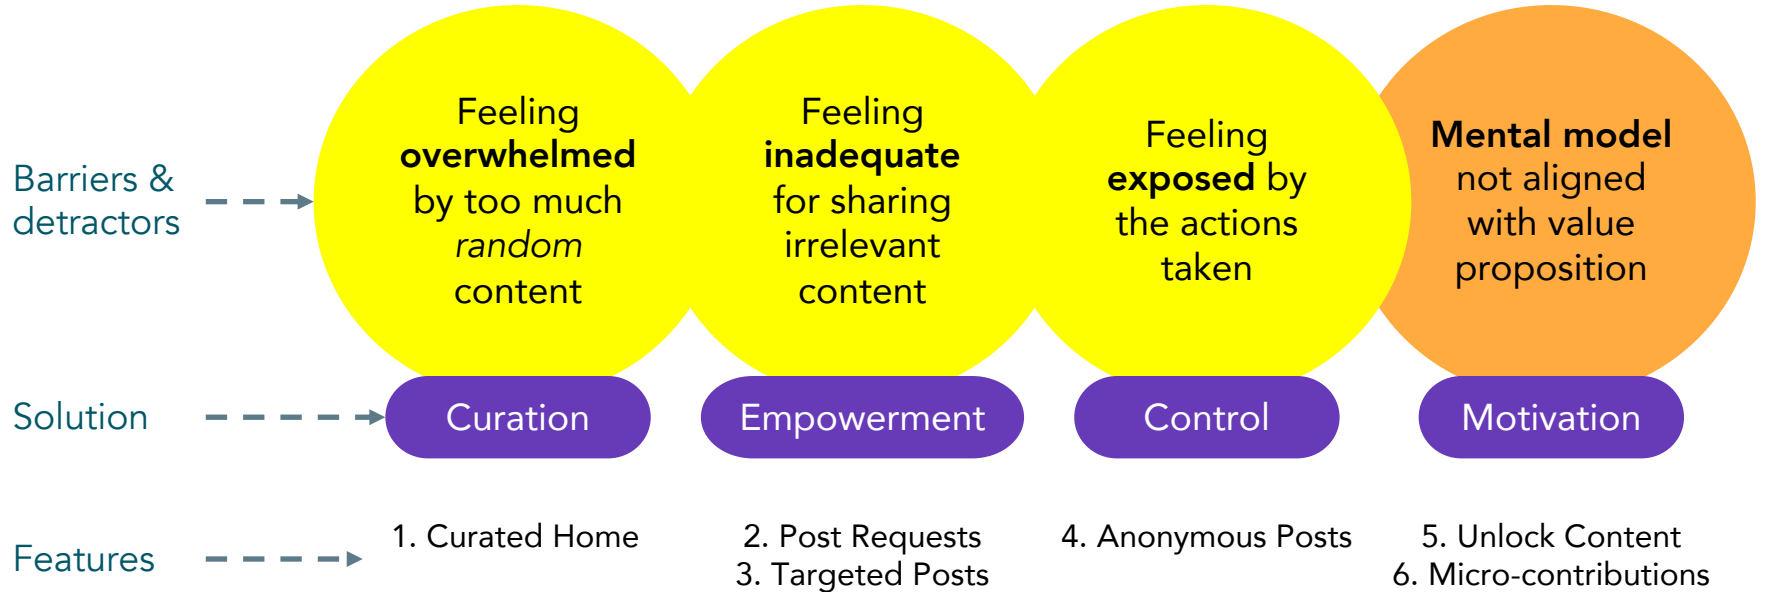 Barriers &
detractors
Feeling
overwhelmed
by too much
random
content
Feeling
inadequate
for sharing
irrelevant
content
Feeling
exposed by
the actions
taken
Mental model
not aligned
with value
proposition
Solution
Curation
Empowerment
Control
Motivation
Features
1. Curated Home
2. Post Requests
3. Targeted Posts
4. Anonymous Posts
5. Unlock Content
6. Micro-contributions